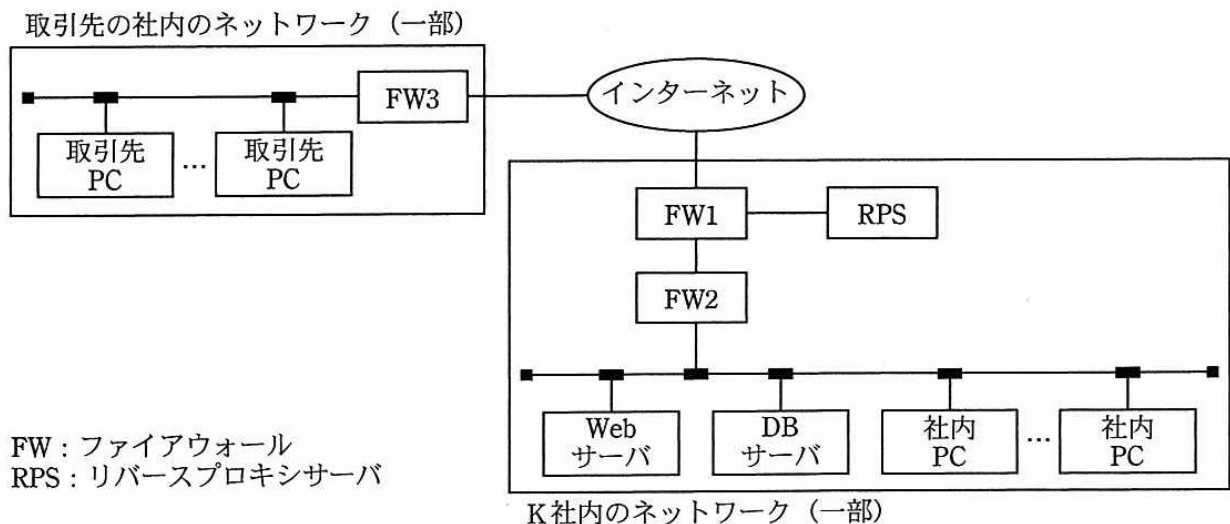 取引先の社内のネットワーク（一部）
FW3
インターネット
取引先
PC
…
取引先
PC
FW1
RPS
FW2
Web
サーバ
DB
サーバ
社内
PC
…
社内
PC
FW：ファイアウォール
RPS：リバースプロキシサーバ
K社内のネットワーク（一部）